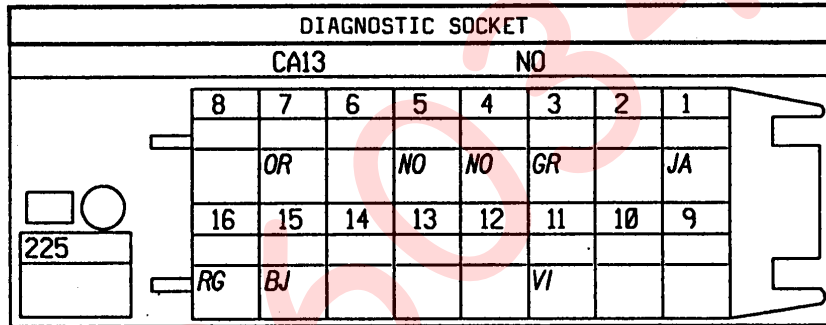 DIAGNOSTIC SOCKET
CA13 NO
8 7 6 5 4 3 2 1
OR NO NO GR JA
16 15 14 13 12 11 10 9
225
RG BJ VI